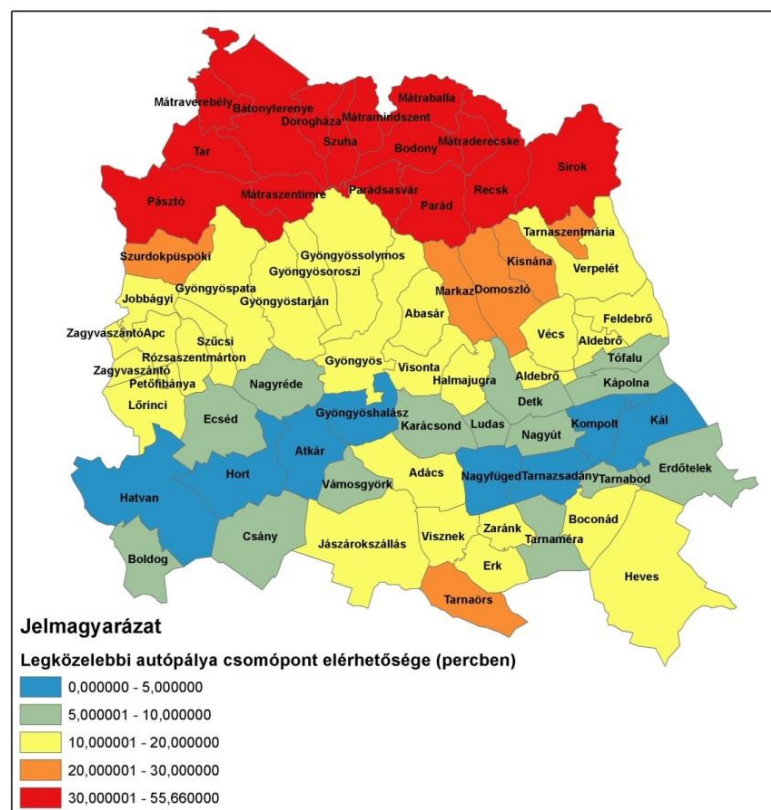 Mátraverebély
Bátonyterenye
Dorogháza
Mátramindszent
Mátraballa
Szuha
Bodony
Mátraderecske
Tar
Sirok
Pásztó
Mátraszentimre
Parádsasvár
Parád
Recsk
Tarnaszentmária
Szurdokpüspöki
Gyöngyössolymos
Kisnána
Verpelét
Gyöngyösoroszi
Jobbágyi
Gyöngyöspata
Gyöngyöstarján
Markaz
Domoszló
Abasár
Feldebrő
Zagyvaszántó
Apc
Szűcsi
Vécs
Aldebrő
Rózsaszentmárton
Gyöngyös
Visonta
Tófalu
Zagyvaszántó
Petőfibánya
Nagyréde
Halmajugra
Aldebrő
Kápolna
Lőrinci
Ecséd
Gyöngyöshalász
Detk
Karácsond
Ludas
Nagyút
Kompolt
Kál
Atkár
Hort
Adács
Nagyfüged
Tarnazsadány
Tarnabod
Erdőtelek
Hatvan
Vámosgyörk
Boconád
Csány
Jászárokszállás
Visznek
Zaránk
Tarnaméra
Boldog
Erk
Heves
Tarnaörs
Jelmagyarázat
Legközelebbi autópálya csomópont elérhetősége (percben)
0,000000 - 5,000000
5,000001 - 10,000000
10,000001 - 20,000000
20,000001 - 30,000000
30,000001 - 55,660000